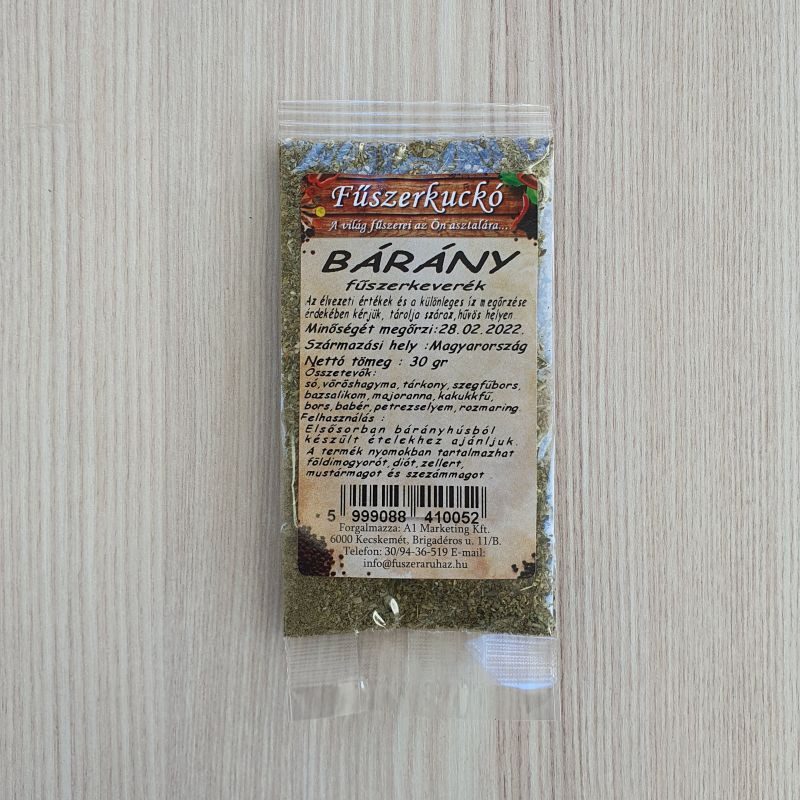 Fűszerkuckó
A világ fűszerei az Ön asztalára...
BÁRÁNY
fűszerkeverék
Az élvezeti értékek és a különleges íz megőrzése
érdekében kérjük, tárolja száraz,hűvös helyen.
Minőségét megőrzi:28.02.2022.
Származási hely :Magyarország
Nettó tömeg : 30 gr
Összetevők:
só,vöröshagyma,tárkony,szegfűbors,
bazsalikom,majoranna,kakukkfű,
bors,babér,petrezselyem,rozmaring.
Felhasználás :
Elsősorban bárányhúsból
készült ételekhez ajánljuk.
A termék nyomokban tartalmazhat
földimogyorót,diót,zellert,
mustármagot és szezámmagot .
5 999088 410052
Forgalmazza: A1 Marketing Kft.
6000 Kecskemét, Brigadéros u. 11/B.
Telefon: 30/94-36-519 E-mail:
info@fuszeraruhaz.hu